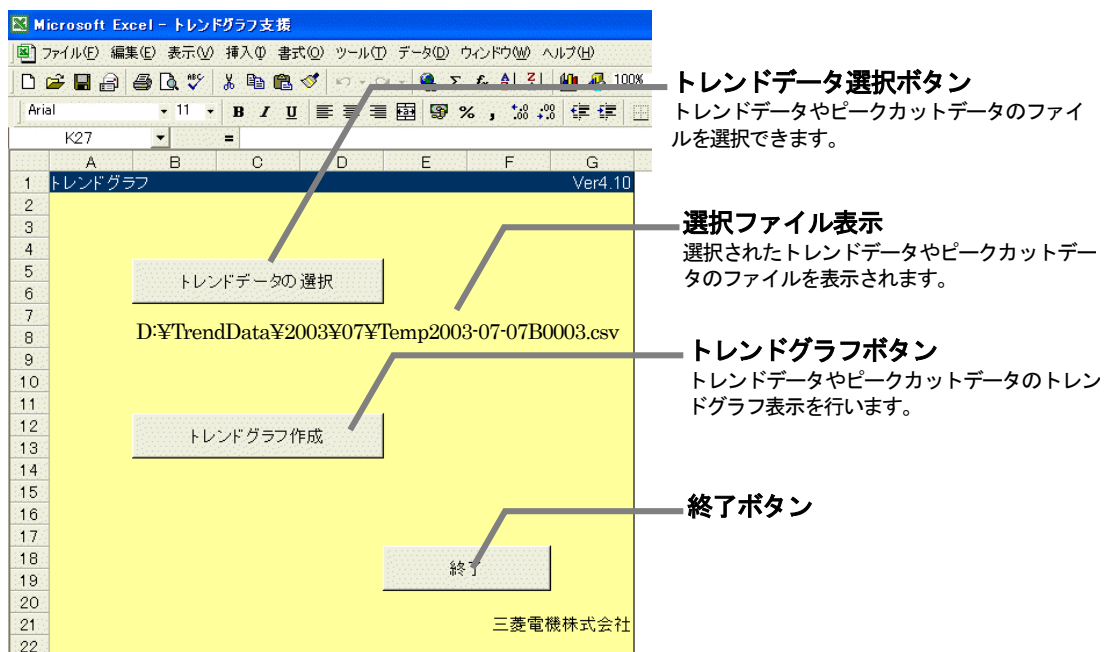 Microsoft Excel - トレンドグラフ支援
ファイル(F) 編集(E) 表示(V) 挿入(I) 書式(O) ツール(T) データ(D) ウィンドウ(W) ヘルプ(H)
100%
Arial 11 B I U % ,
K27 =
A B C D E F G
1 トレンドグラフ Ver4.10
2
3
4
5
トレンドデータの選択
6
7
8 D:¥TrendData¥2003¥07¥Temp2003-07-07B0003.csv
9
10
11
12
トレンドグラフ作成
13
14
15
16
17
18
終了
19
20
21 三菱電機株式会社
22
トレンドデータ選択ボタン
トレンドデータやピークカットデータのファイ
ルを選択できます。
選択ファイル表示
選択されたトレンドデータやピークカットデー
タのファイルを表示されます。
トレンドグラフボタン
トレンドデータやピークカットデータのトレン
ドグラフ表示を行います。
終了ボタン